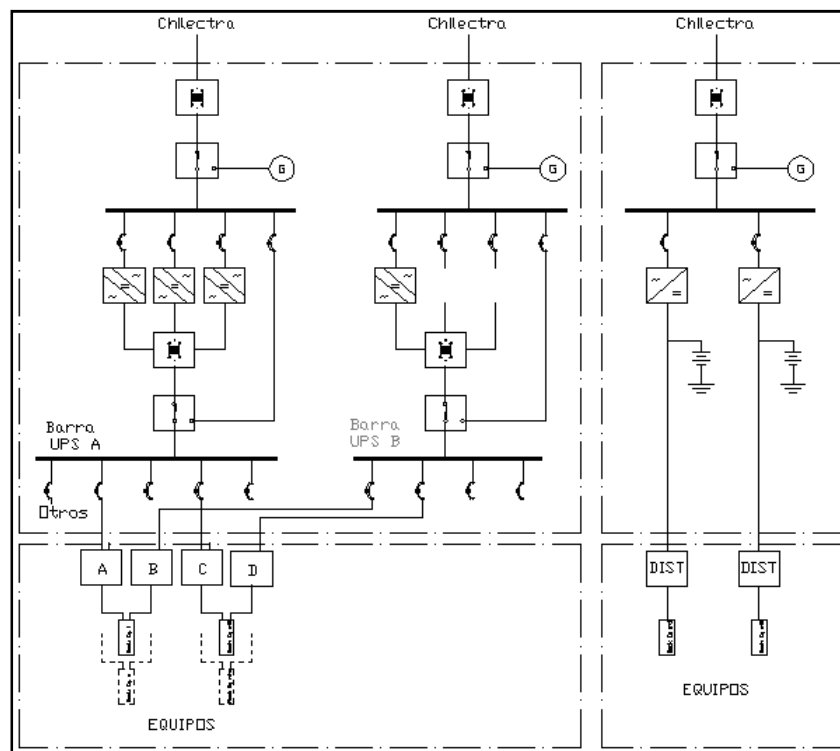 Chilectra
Chilectra
Chilectra
G
G
G
Barra
UPS A
Barra
UPS B
Otros
A
B
C
D
DIST
DIST
EQUIPOS
EQUIPOS